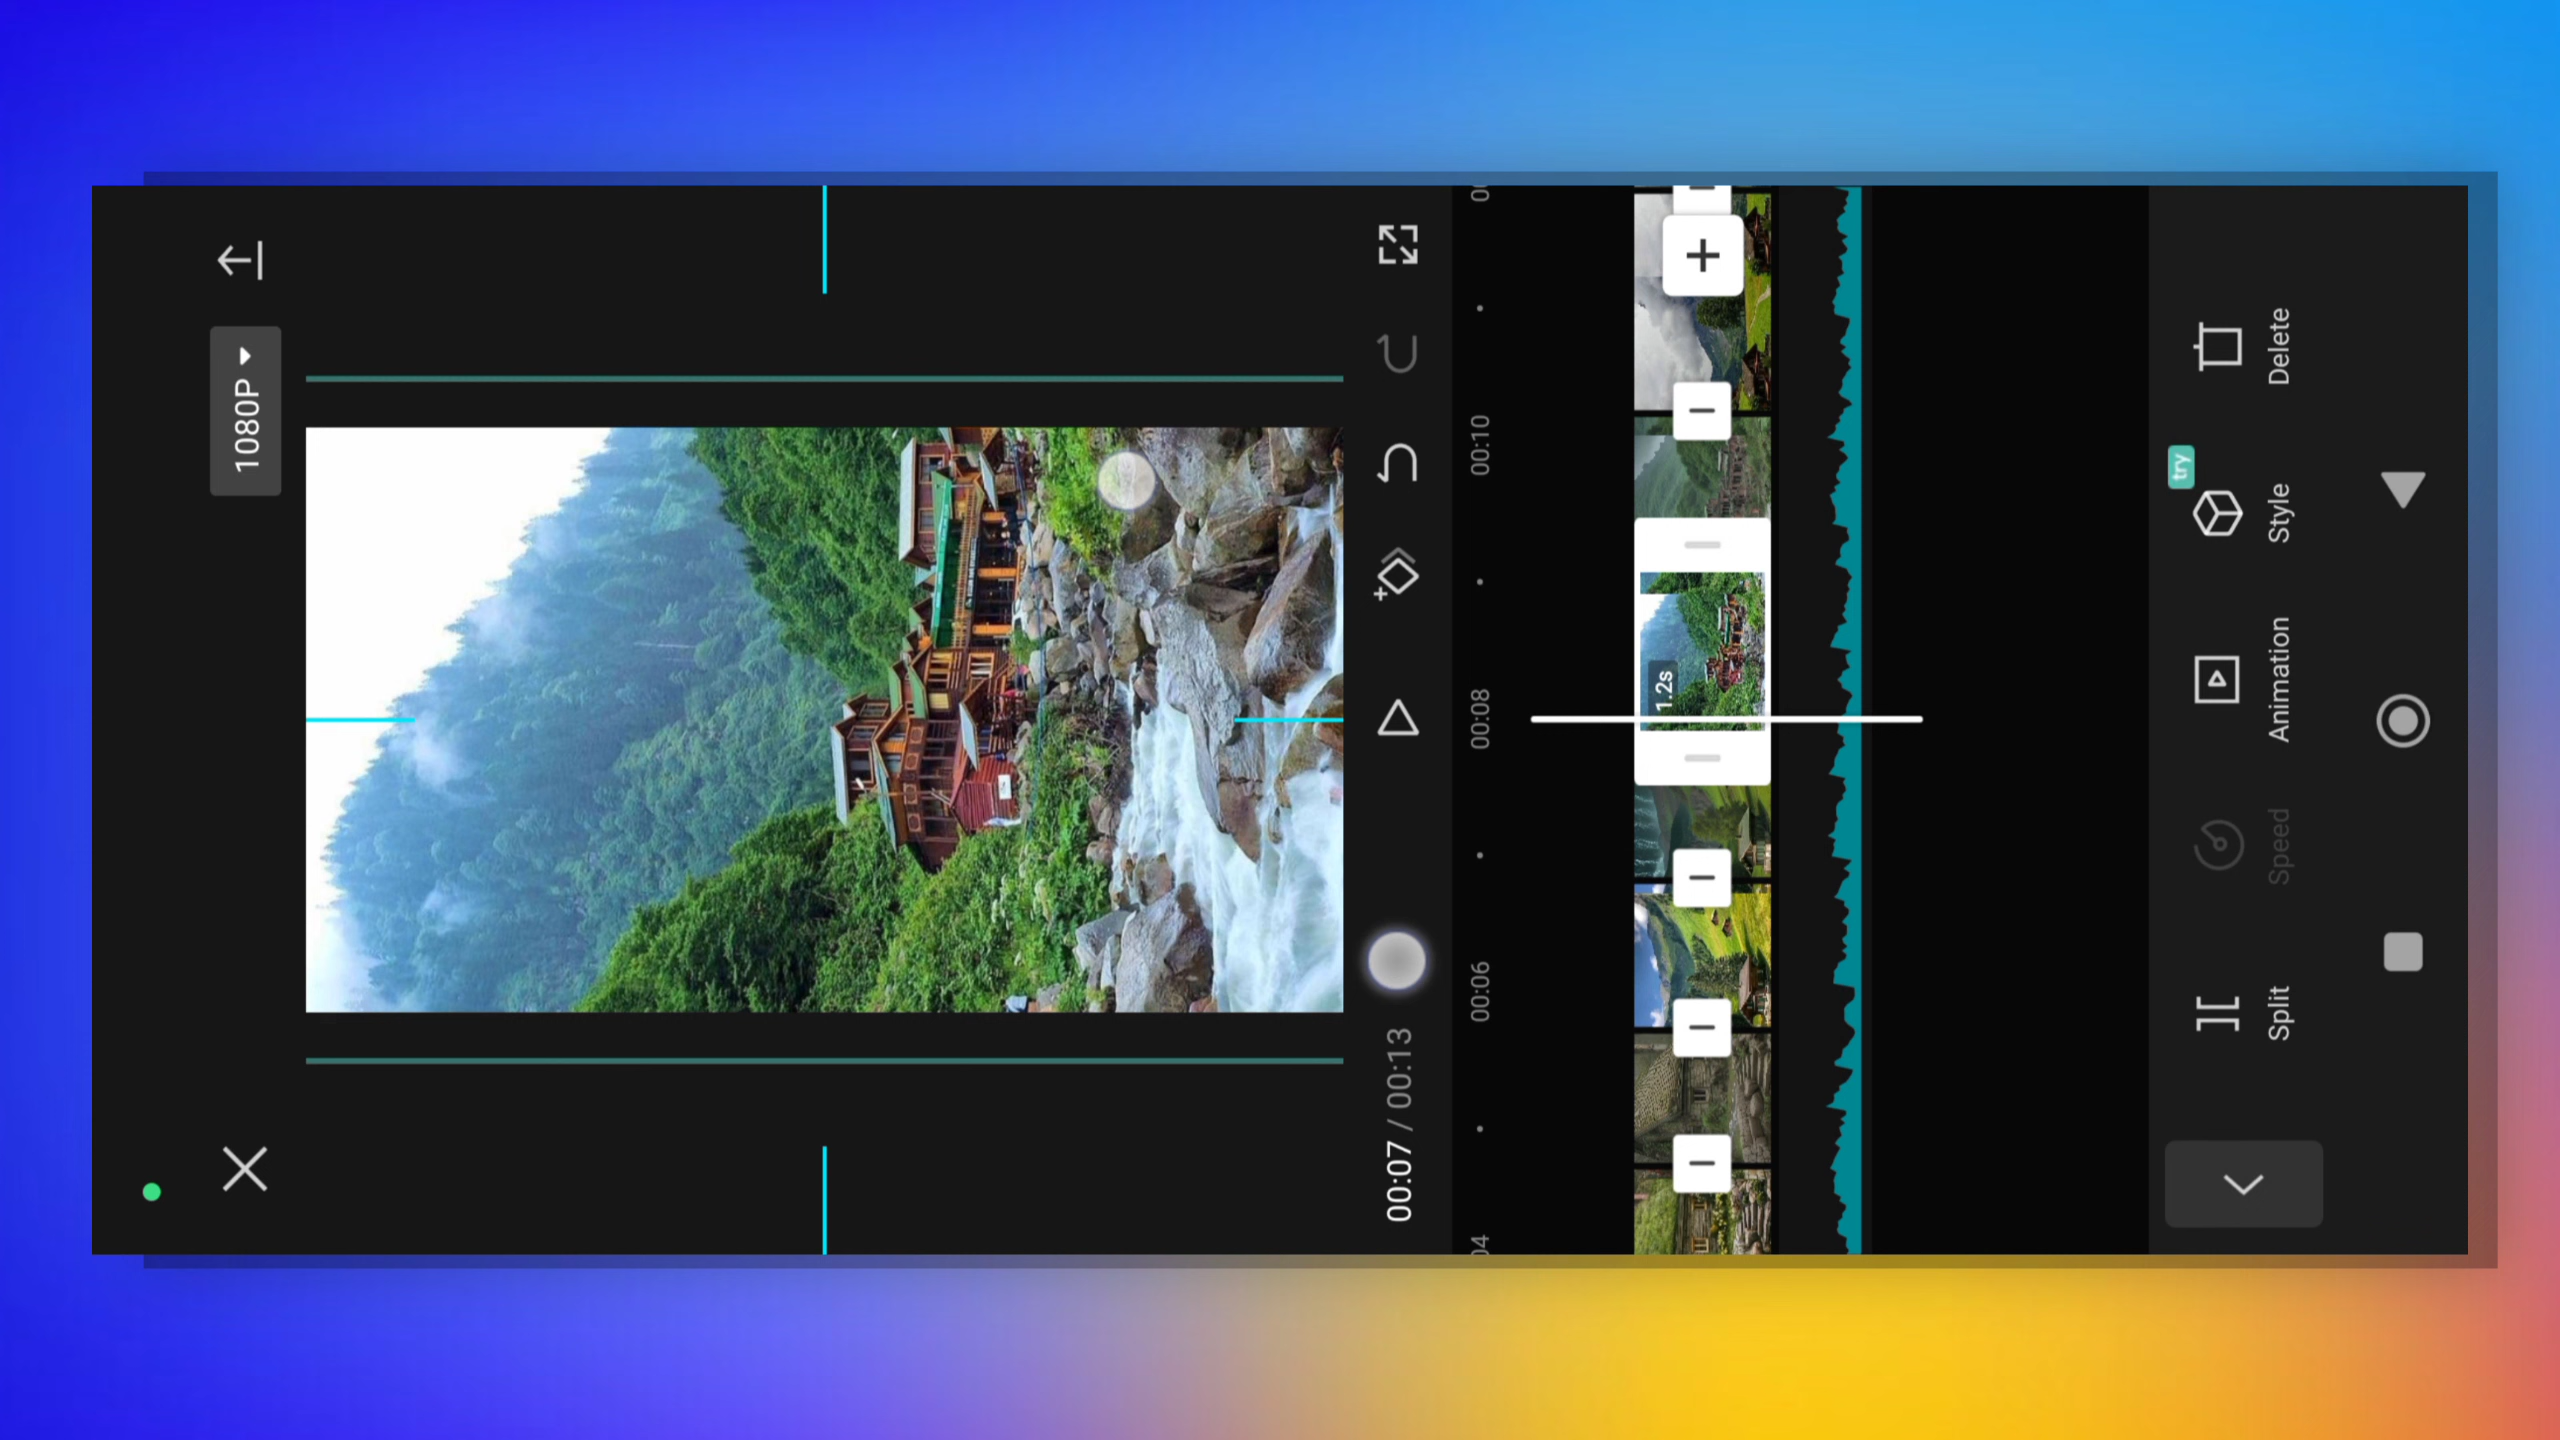 1080P
00:07 / 00:13
04
00:06
00:08
00:10
1.2s
Split
Speed
Animation
try
Style
Delete